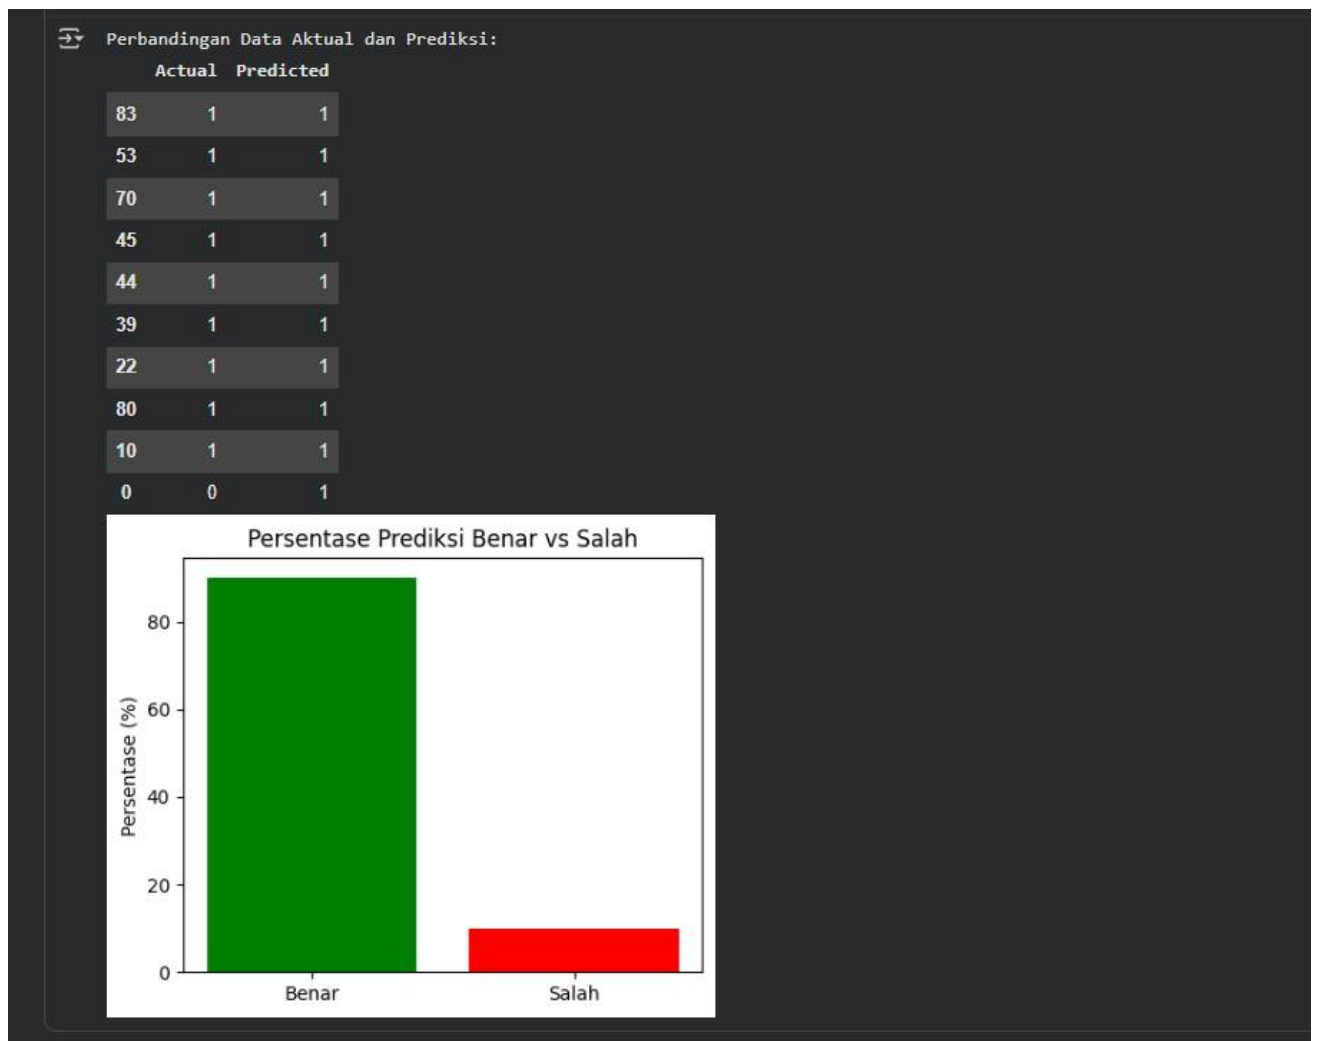 Perbandingan Data Aktual dan Prediksi:
Actual Predicted
83 1 1
53 1 1
70 1 1
45 1 1
44 1 1
39 1 1
22 1 1
80 1 1
10 1 1
0 0 1
Persentase Prediksi Benar vs Salah
Persentase (%)
80
60
40
20
0
Benar Salah